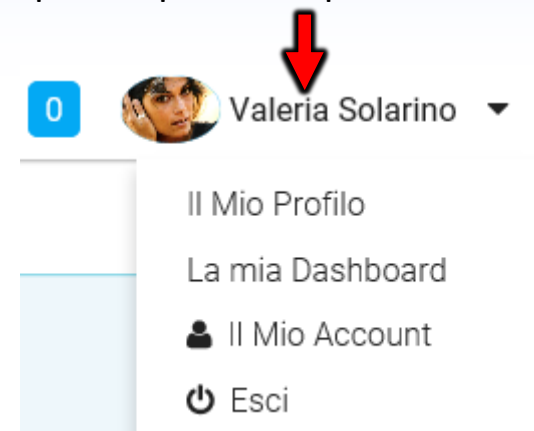 0
Valeria Solarino
Il Mio Profilo
La mia Dashboard
Il Mio Account
Esci